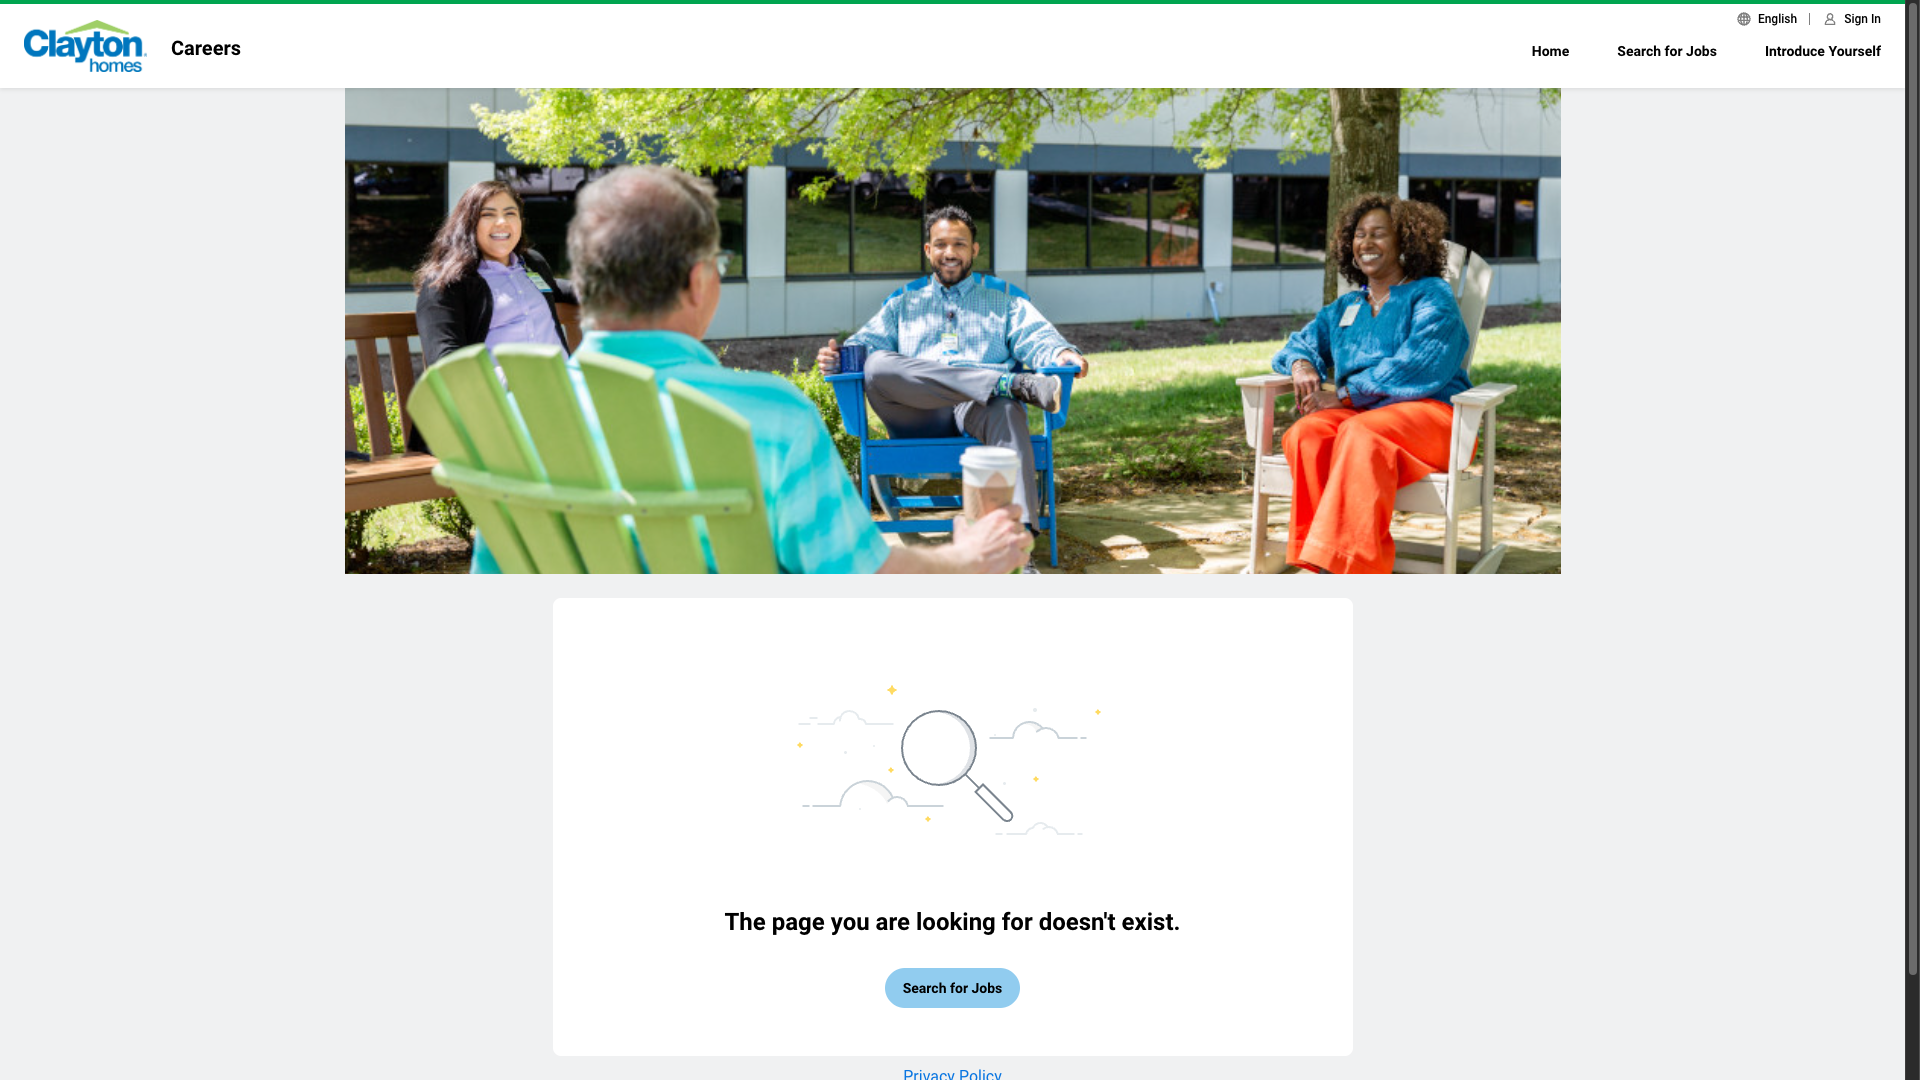 English
Sign In
Clayton
homes
Careers
Home
Search for Jobs
Introduce Yourself
The page you are looking for doesn't exist.
Search for Jobs
Privacy Policy